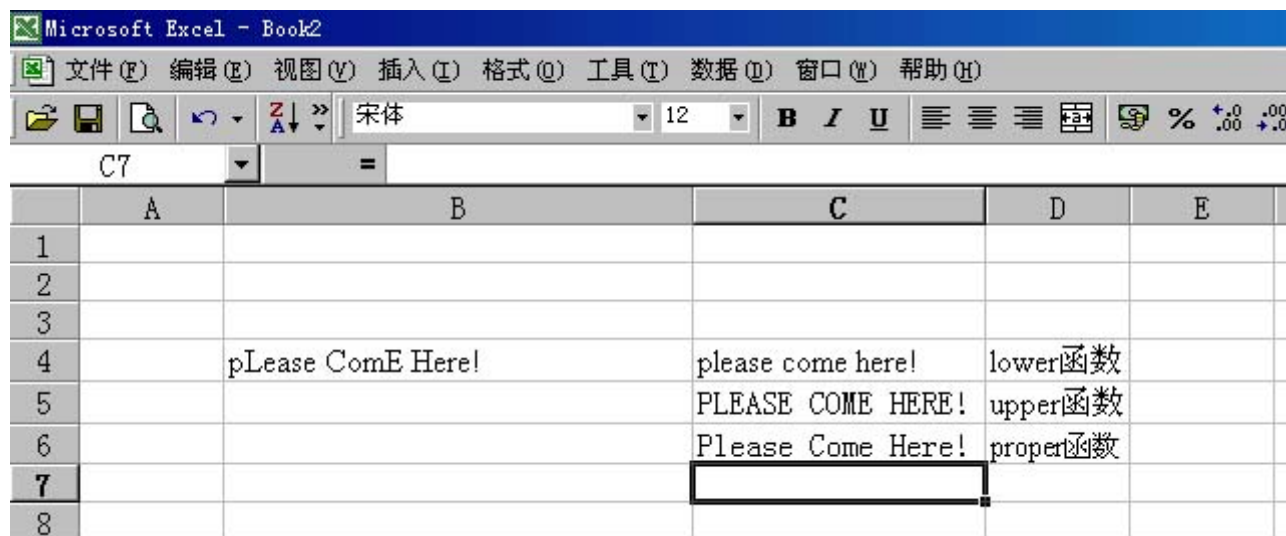 Microsoft Excel - Book2
文件(F) 编辑(E) 视图(V) 插入(I) 格式(O) 工具(T) 数据(D) 窗口(W) 帮助(H)
宋体 12 B I U % +.0 .00 .00
C7 =
A B C D E
1
2
3
4 pLease ComE Here! please come here! lower函数
5 PLEASE COME HERE! upper函数
6 Please Come Here! proper函数
7
8